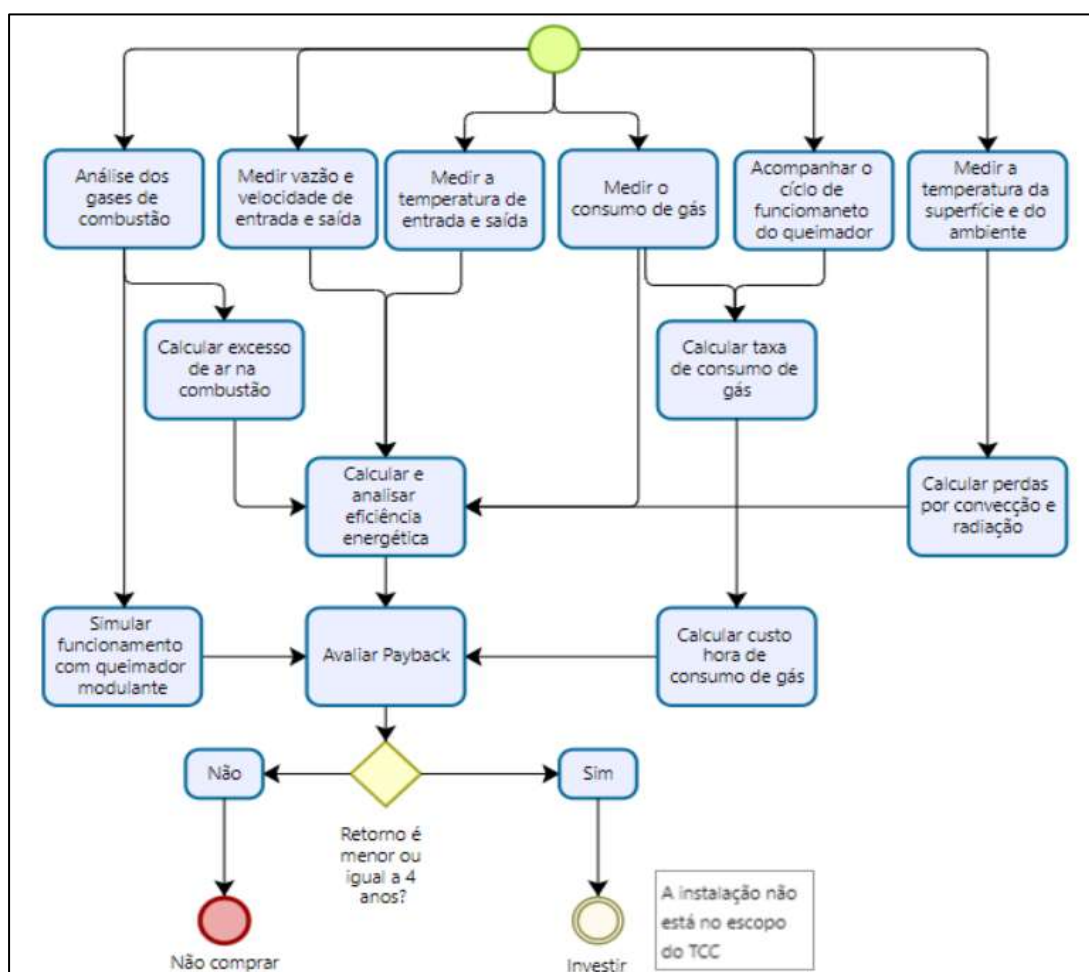 Análise dos
gases de
combustão
Medir vazão e
velocidade de
entrada e saída
Medir a
temperatura de
entrada e saída
Medir o
consumo de gás
Acompanhar o
cíclo de
funciomaneto
do queimador
Medir a
temperatura da
superfície e do
ambiente
Calcular excesso
de ar na
combustão
Calcular taxa
de consumo de
gás
Calcular e
analisar
eficiência
energética
Calcular perdas
por convecção e
radiação
Simular
funcionamento
com queimador
modulante
Avaliar Payback
Calcular custo
hora de
consumo de gás
Não
Sim
Retorno é
menor ou
igual a 4
anos?
A instalação não
está no escopo
do TCC
Não comprar
Investir